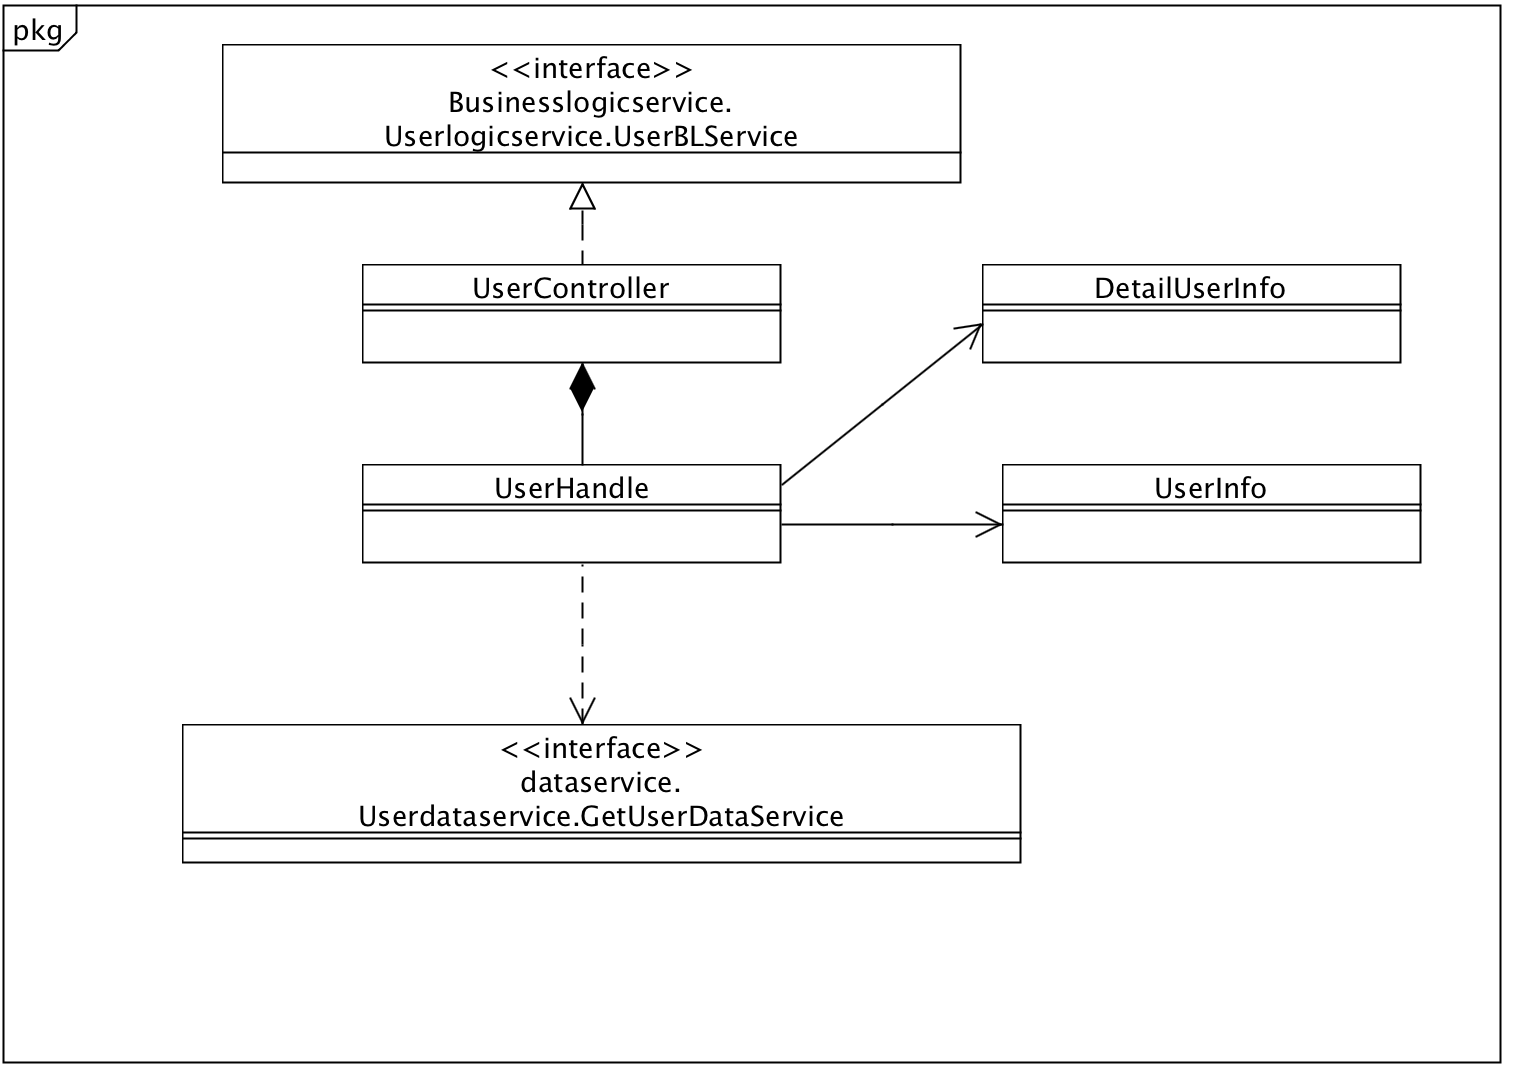 pkg
<<interface>>
Businesslogicservice.
Userlogicservice.UserBLService
UserController
DetailUserInfo
UserHandle
UserInfo
<<interface>>
dataservice.
Userdataservice.GetUserDataService